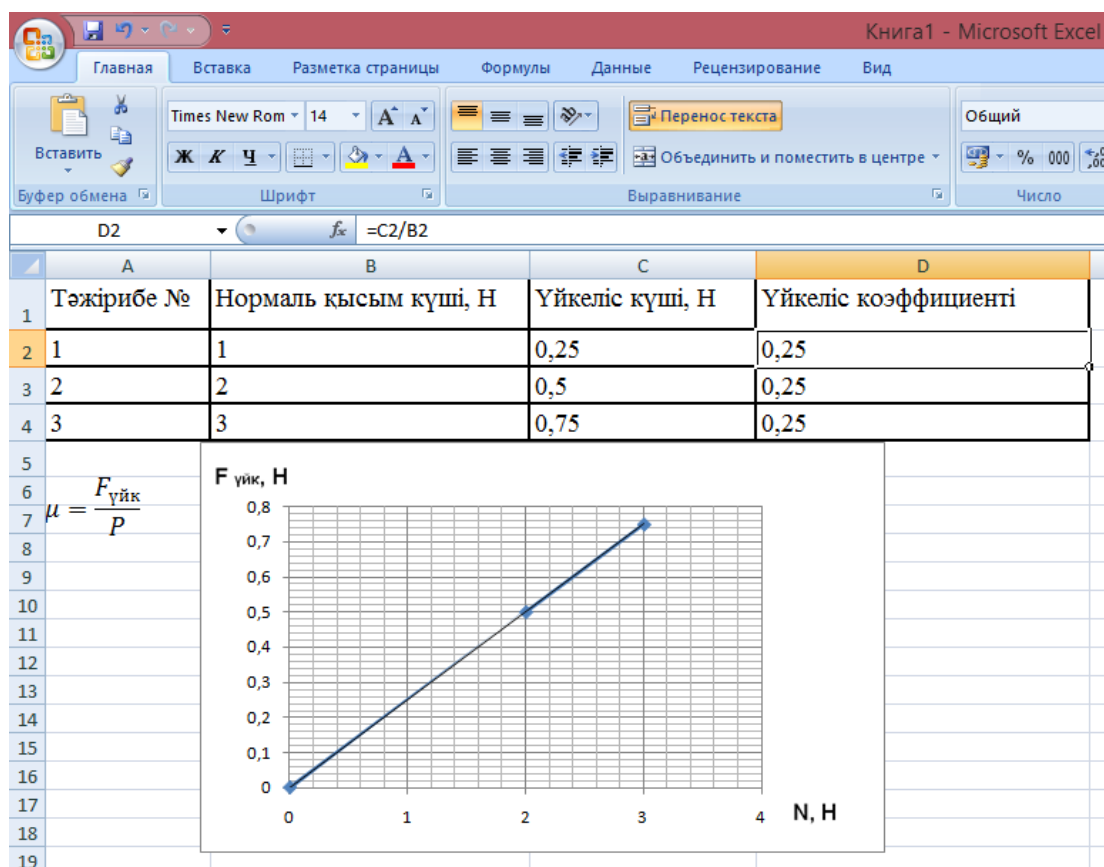 Книга1 - Microsoft Excel
Главная Вставка Разметка страницы Формулы Данные Рецензирование Вид
Times New Rom 14 A A Перенос текста Общий
Вставить Ж К Ч A Объединить и поместить в центре % 000
Буфер обмена Шрифт Выравнивание Число
D2 fx =C2/B2
A B C D
1 Тәжірибе № Нормаль қысым күші, Н Үйкеліс күші, Н Үйкеліс коэффициенті
2 1 1 0,25 0,25
3 2 2 0,5 0,25
4 3 3 0,75 0,25
5
6
7
8
9
10
11
12
13
14
15
16
17
18
19
μ = Fүйк / P
F үйк, Н
0,8
0,7
0,6
0,5
0,4
0,3
0,2
0,1
0
0 1 2 3 4 N, Н